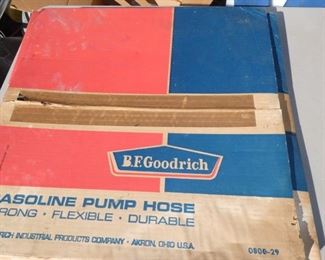 B.F.Goodrich
ASOLINE PUMP HOSE
RONG • FLEXIBLE • DURABLE
RICH INDUSTRIAL PRODUCTS COMPANY • AKRON, OHIO U.S.A.
0806-29